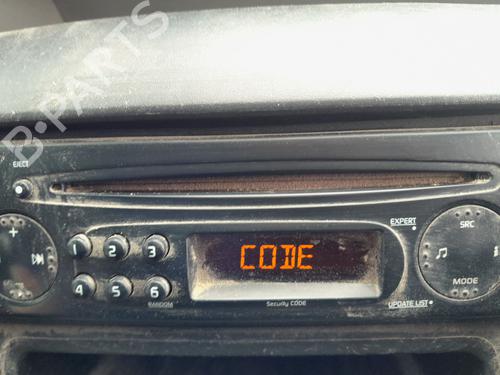 B-PARTS
EJECT
EXPERT
SRC
+
1 2 3
CODE
4 5 6
RANDOM
Security CODE
UPDATE LIST
MODE